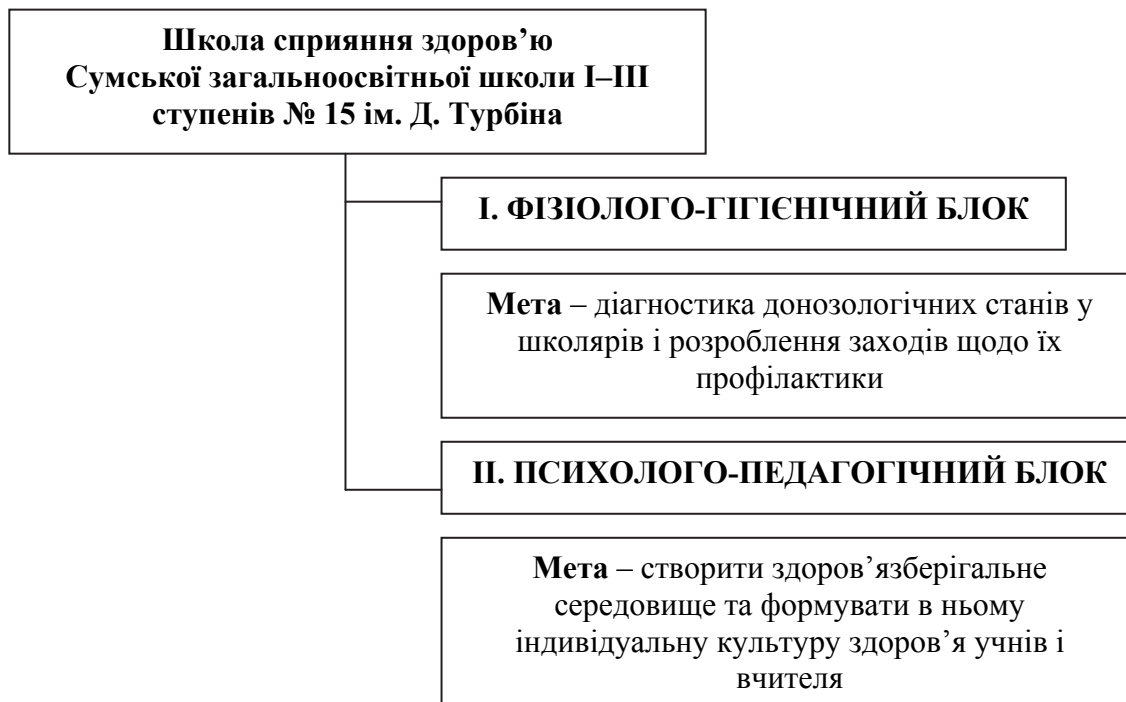 Школа сприяння здоров’ю
Сумської загальноосвітньої школи І–ІІІ
ступенів № 15 ім. Д. Турбіна
І. ФІЗІОЛОГО-ГІГІЄНІЧНИЙ БЛОК
Мета – діагностика донозологічних станів у
школярів і розроблення заходів щодо їх
профілактики
ІІ. ПСИХОЛОГО-ПЕДАГОГІЧНИЙ БЛОК
Мета – створити здоров’язберігальне
середовище та формувати в ньому
індивідуальну культуру здоров’я учнів і
вчителя